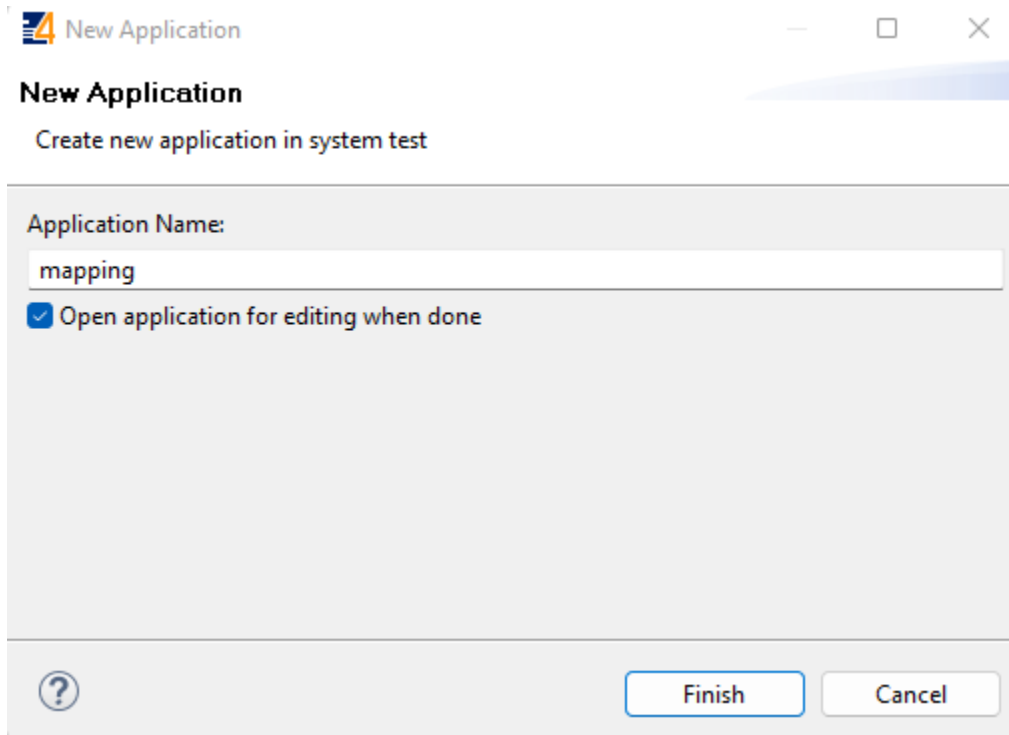 New Application
New Application
Create new application in system test
Application Name:
mapping
Open application for editing when done
Finish
Cancel